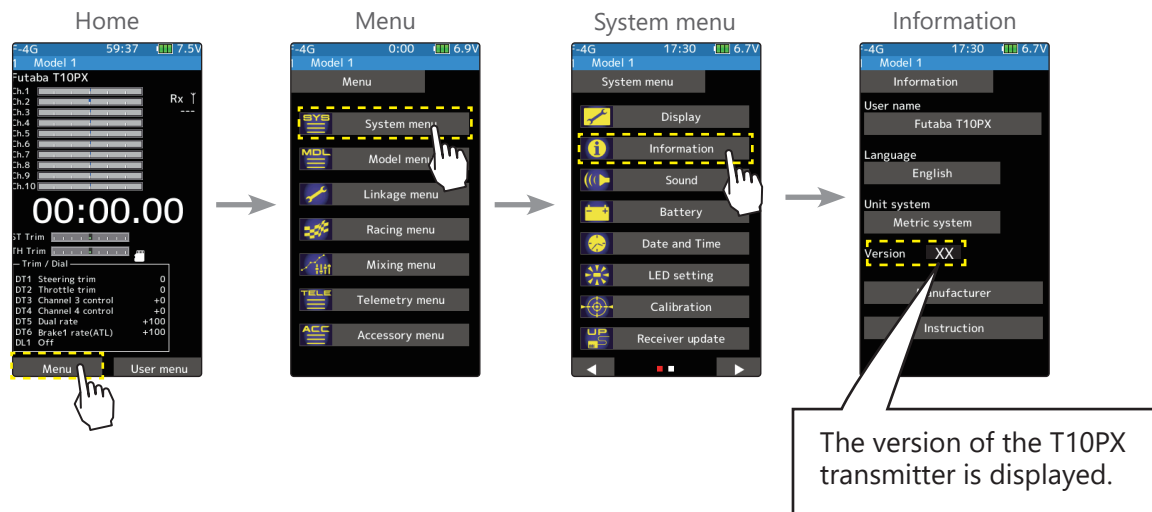 Home
F-4G 59:37 7.5V
1 Model 1
Futaba T10PX
Ch.1
Ch.2
Ch.3
Ch.4
Ch.5
Ch.6
Ch.7
Ch.8
Ch.9
Ch.10
Rx
---
00:00.00
ST Trim 5
TH Trim 5
Trim / Dial
DT1 Steering trim 0
DT2 Throttle trim 0
DT3 Channel 3 control +0
DT4 Channel 4 control +0
DT5 Dual rate +100
DT6 Brake1 rate(ATL) +100
DL1 Off
Menu User menu
Menu
F-4G 0:00 6.9V
1 Model 1
Menu
SYS System menu
MDL Model menu
Linkage menu
Racing menu
Mixing menu
TELE Telemetry menu
ACC Accessory menu
System menu
F-4G 17:30 6.7V
1 Model 1
System menu
Display
Information
Sound
Battery
Date and Time
LED setting
Calibration
UP Receiver update
Information
F-4G 17:30 6.7V
1 Model 1
Information
User name
Futaba T10PX
Language
English
Unit system
Metric system
Version XX
Manufacturer
Instruction
The version of the T10PX
transmitter is displayed.